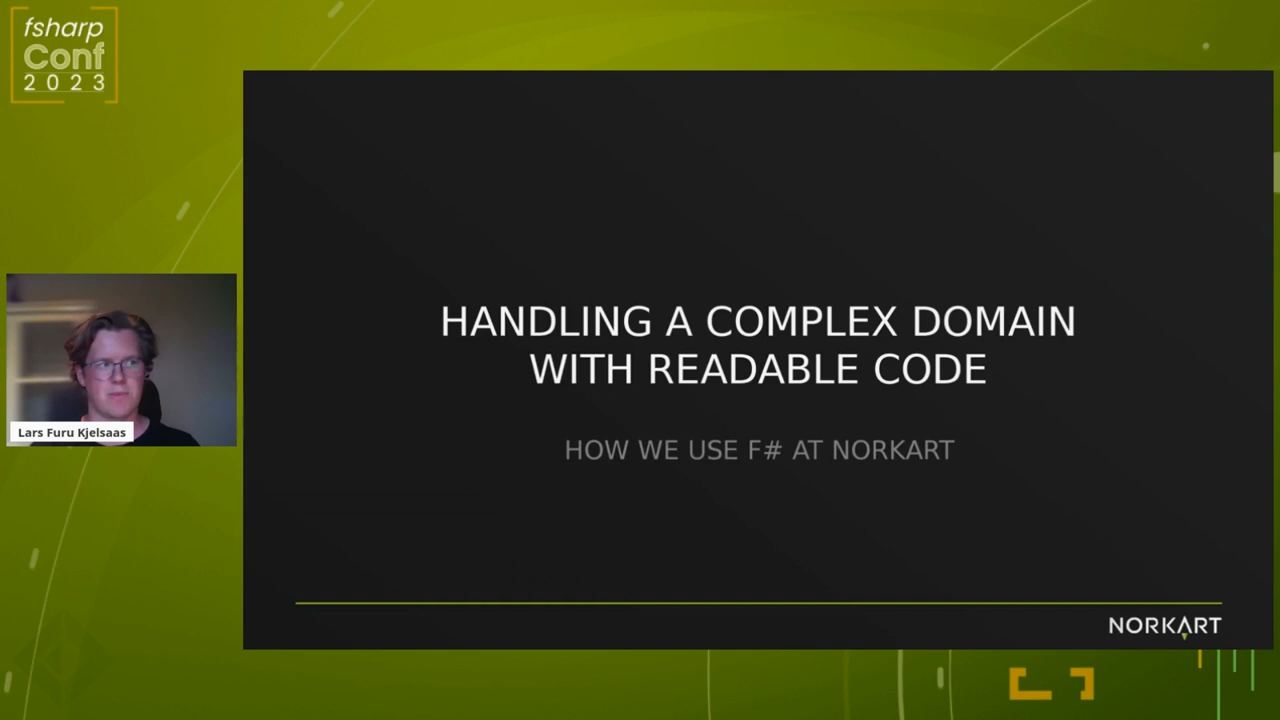 fsharp
Conf
2023
HANDLING A COMPLEX DOMAIN
WITH READABLE CODE
HOW WE USE F# AT NORKART
Lars Furu Kjelsaas
NORKART